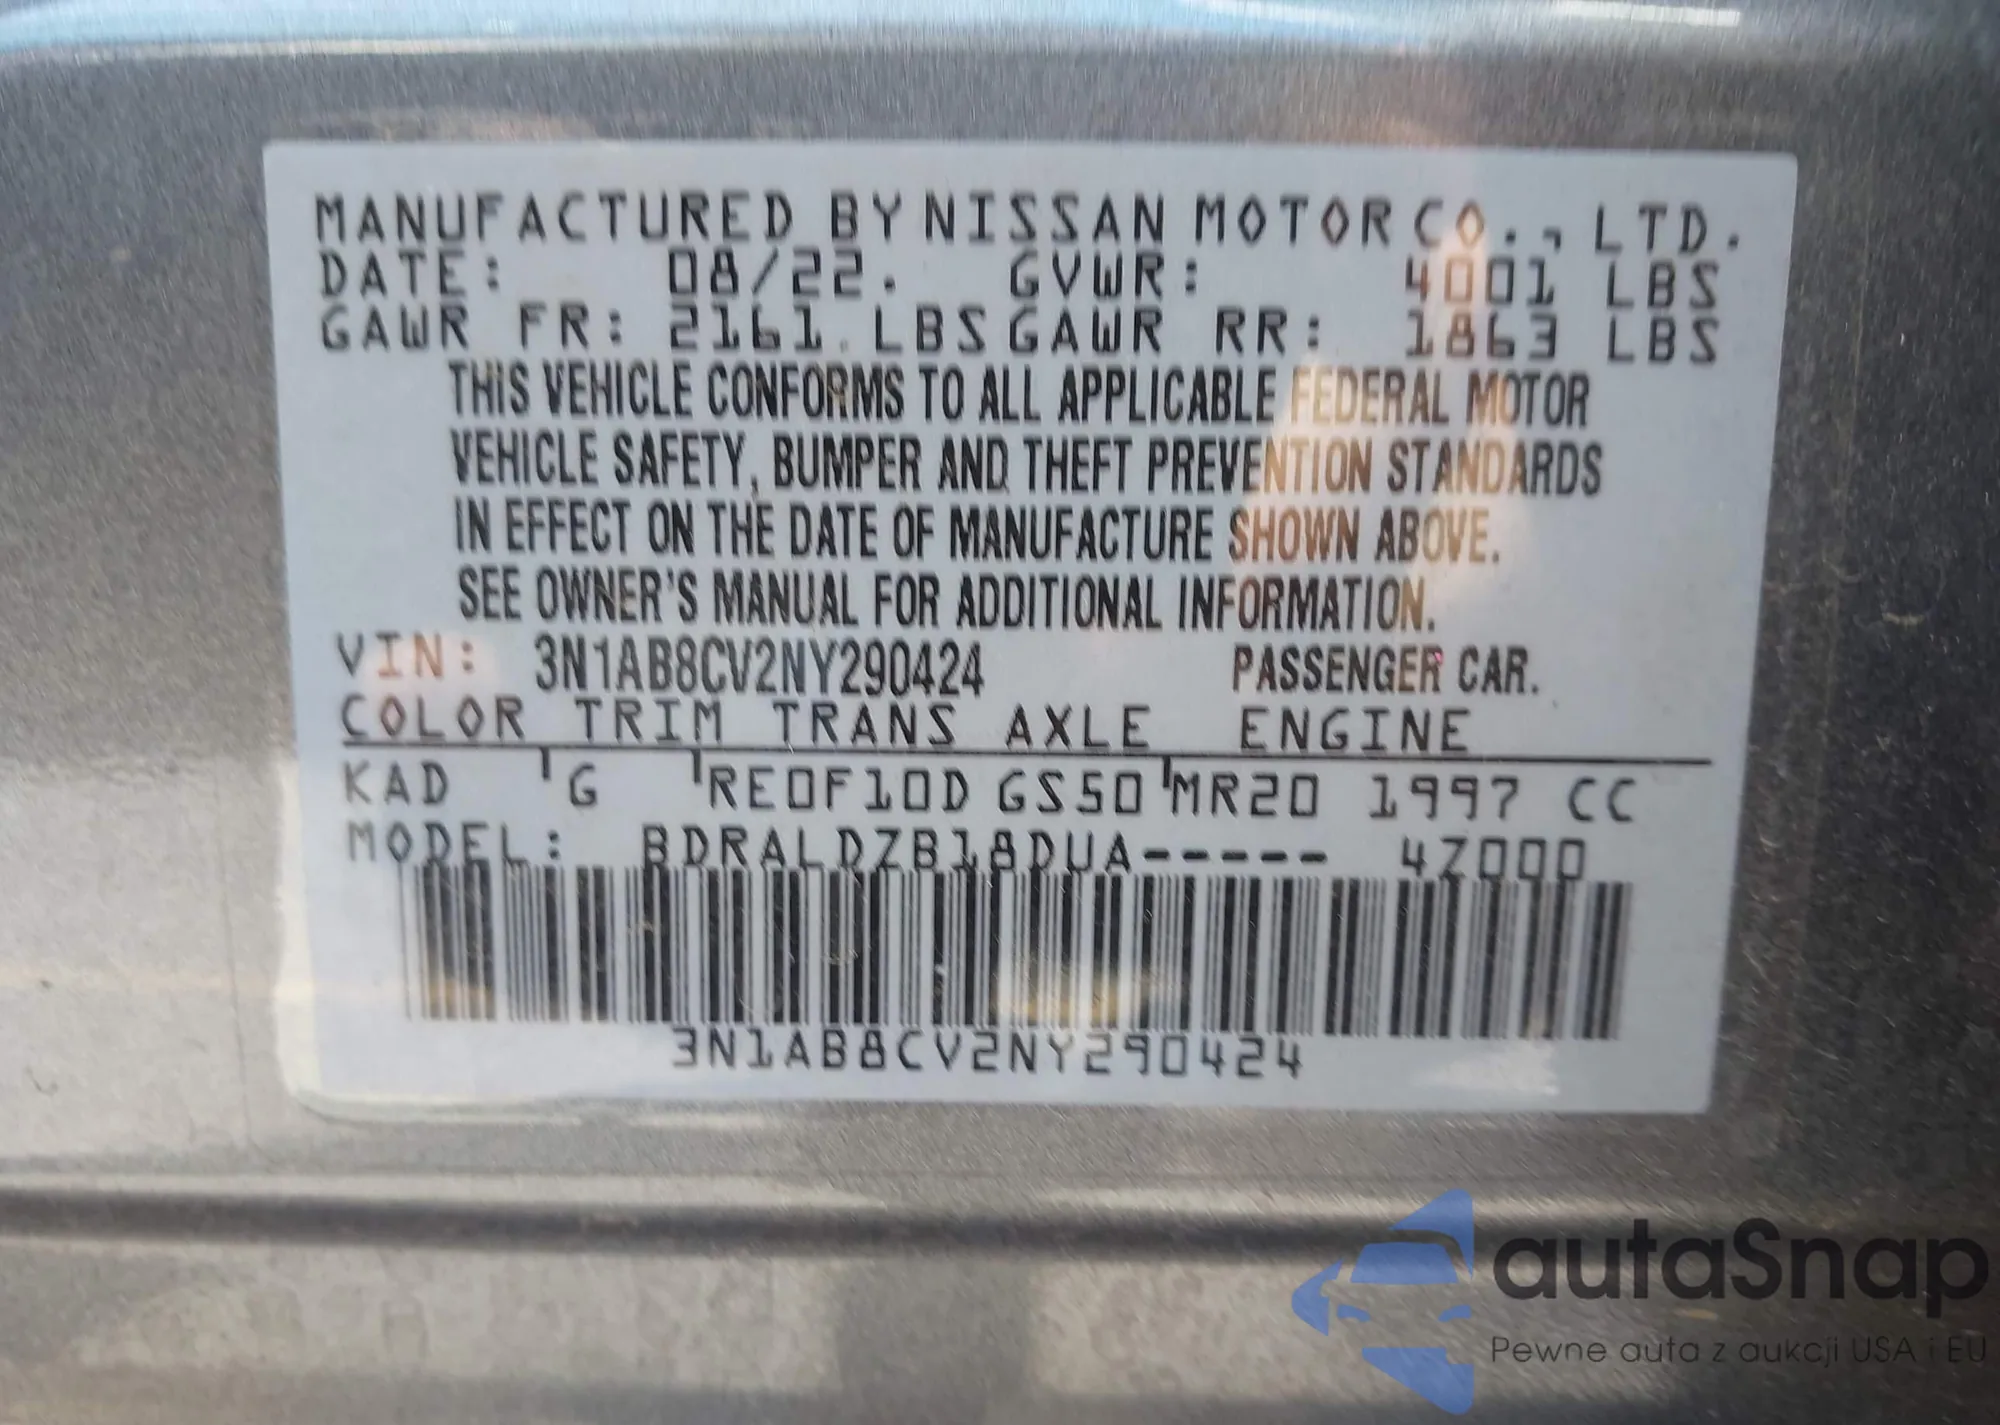 MANUFACTURED BY NISSAN MOTOR CO., LTD.
DATE: 08/22. GVWR: 4001 LBS
GAWR FR: 2161 LBS GAWR RR: 1863 LBS
THIS VEHICLE CONFORMS TO ALL APPLICABLE FEDERAL MOTOR
VEHICLE SAFETY, BUMPER AND THEFT PREVENTION STANDARDS
IN EFFECT ON THE DATE OF MANUFACTURE SHOWN ABOVE.
SEE OWNER'S MANUAL FOR ADDITIONAL INFORMATION.
VIN: 3N1AB8CV2NY290424 PASSENGER CAR.
COLOR TRIM TRANS AXLE ENGINE
KAD G RE0F10D GS50 MR20 1997 CC
MODEL: BDRALDZB18DUA----- 4Z000
3N1AB8CV2NY290424
autaSnap
Pewne auta z aukcji USA i EU